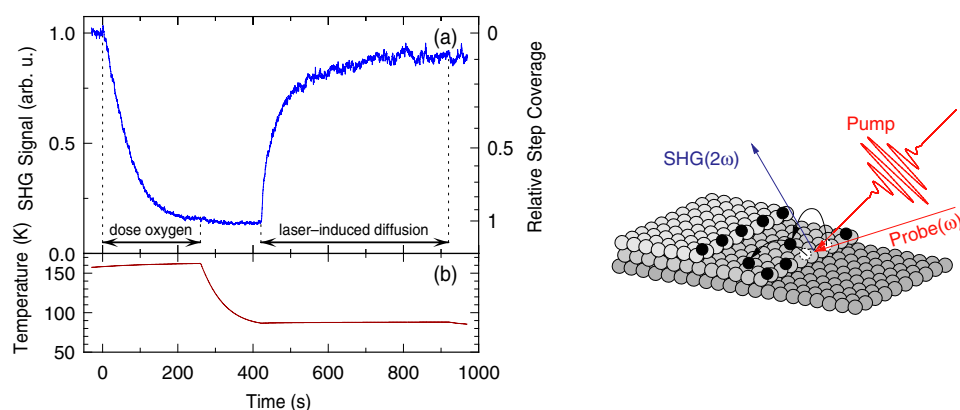 (a)
SHG Signal (arb. u.)
1.0
0.5
0.0
0
0.5
1
Relative Step Coverage
dose oxygen
laser–induced diffusion
(b)
Temperature (K)
150
100
50
0
200
400
600
800
1000
Time (s)
Pump
SHG(2ω)
Probe(ω)